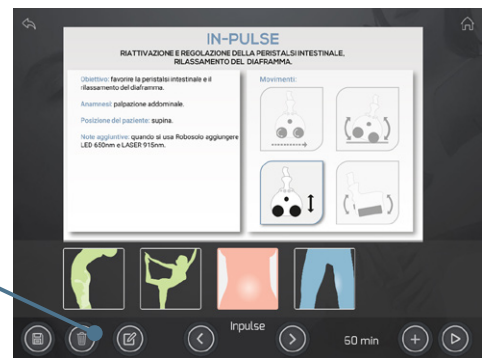 IN-PULSE
RIATTIVAZIONE E REGOLAZIONE DELLA PERISTALSI INTESTINALE,
RILASSAMENTO DEL DIAFRAMMA.
Obiettivo: favorire la peristalsi intestinale e il
rilassamento del diaframma.
Anamnesi: palpazione addominale.
Posizione del paziente: supina.
Note aggiuntive: quando si usa Robosolo aggiungere
LED 650nm e LASER 915nm.
Movimenti:
Inpulse
50 min